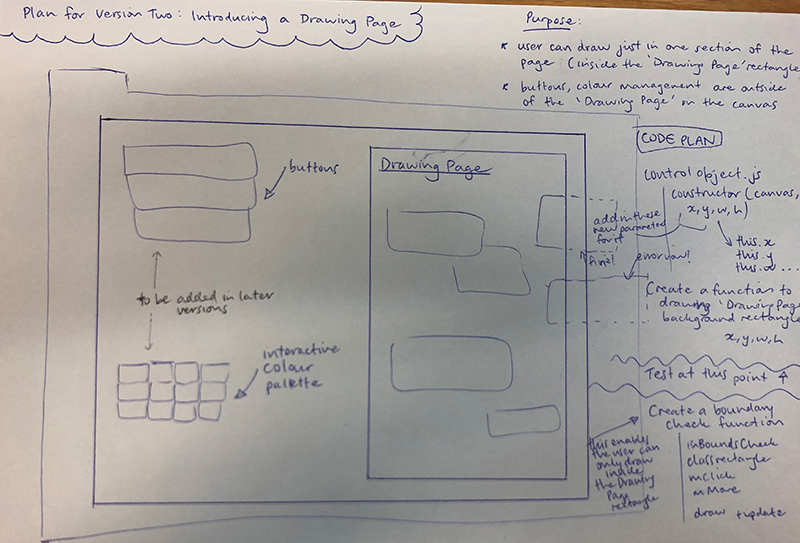 Plan for Version Two: Introducing a Drawing Page
Purpose:
user can draw just in one section of the
page (inside the 'Drawing Page' rectangle
buttons, colour management are outside
of the 'Drawing Page' on the canvas
buttons
to be added in later
versions
interactive
colour
palette
Drawing Page
CODE PLAN
control object.js
constructor (canvas,
x, y, w, h)
add in these
new parameters
for it
this.x
this.y
this.w ...
fine!
error now!
Create a function to
drawing 'Drawing Page
background rectangle
x, y, w, h
Test at this point
Create a boundary
check function
this enables
the user can
only draw
inside
the Drawing
Page
rectangle
inBoundsCheck
class rectangle
mClick
mMove
draw + update